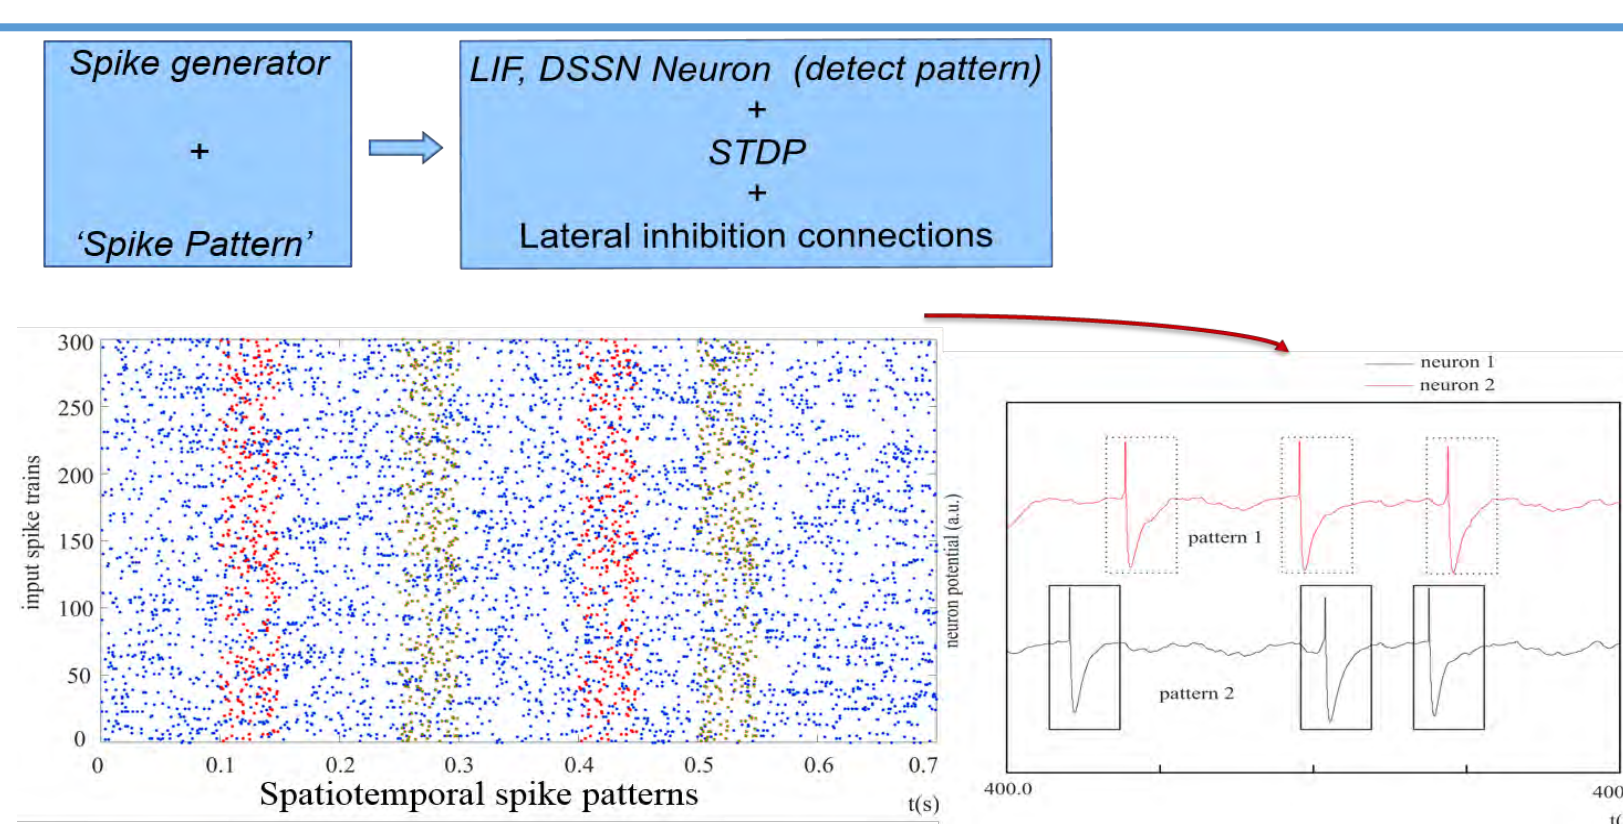 Spike generator
+
‘Spike Pattern’
LIF, DSSN Neuron (detect pattern)
+
STDP
+
Lateral inhibition connections
300
250
200
150
100
50
0
input spike trains
0 0.1 0.2 0.3 0.4 0.5 0.6 0.7
Spatiotemporal spike patterns
t(s)
neuron 1
neuron 2
neuron potential (a.u.)
pattern 1
pattern 2
400.0
400